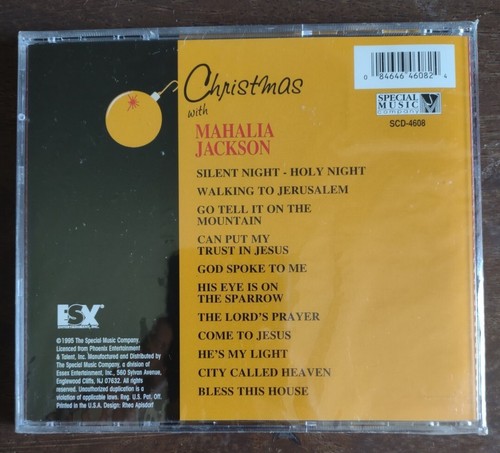 0 84646 46082 4
Christmas
with
MAHALIA
JACKSON
SPECIAL
MUSIC
company
SCD-4608
SILENT NIGHT - HOLY NIGHT
WALKING TO JERUSALEM
GO TELL IT ON THE
MOUNTAIN
CAN PUT MY
TRUST IN JESUS
GOD SPOKE TO ME
HIS EYE IS ON
THE SPARROW
THE LORD'S PRAYER
COME TO JESUS
HE'S MY LIGHT
CITY CALLED HEAVEN
BLESS THIS HOUSE
ESX®
ENTERTAINMENT, INC.
©1995 The Special Music Company.
Licenced from Phoenix Entertainment
& Talent, Inc. Manufactured and Distributed by
The Special Music Company, a division of
Essex Entertainment, Inc., 560 Sylvan Avenue,
Englewood Cliffs, NJ 07632. All rights
reserved. Unauthorized duplication is a
violation of applicable laws. Reg. U.S. Pat. Off.
Printed in the U.S.A. Design: Rhea Apisdorf